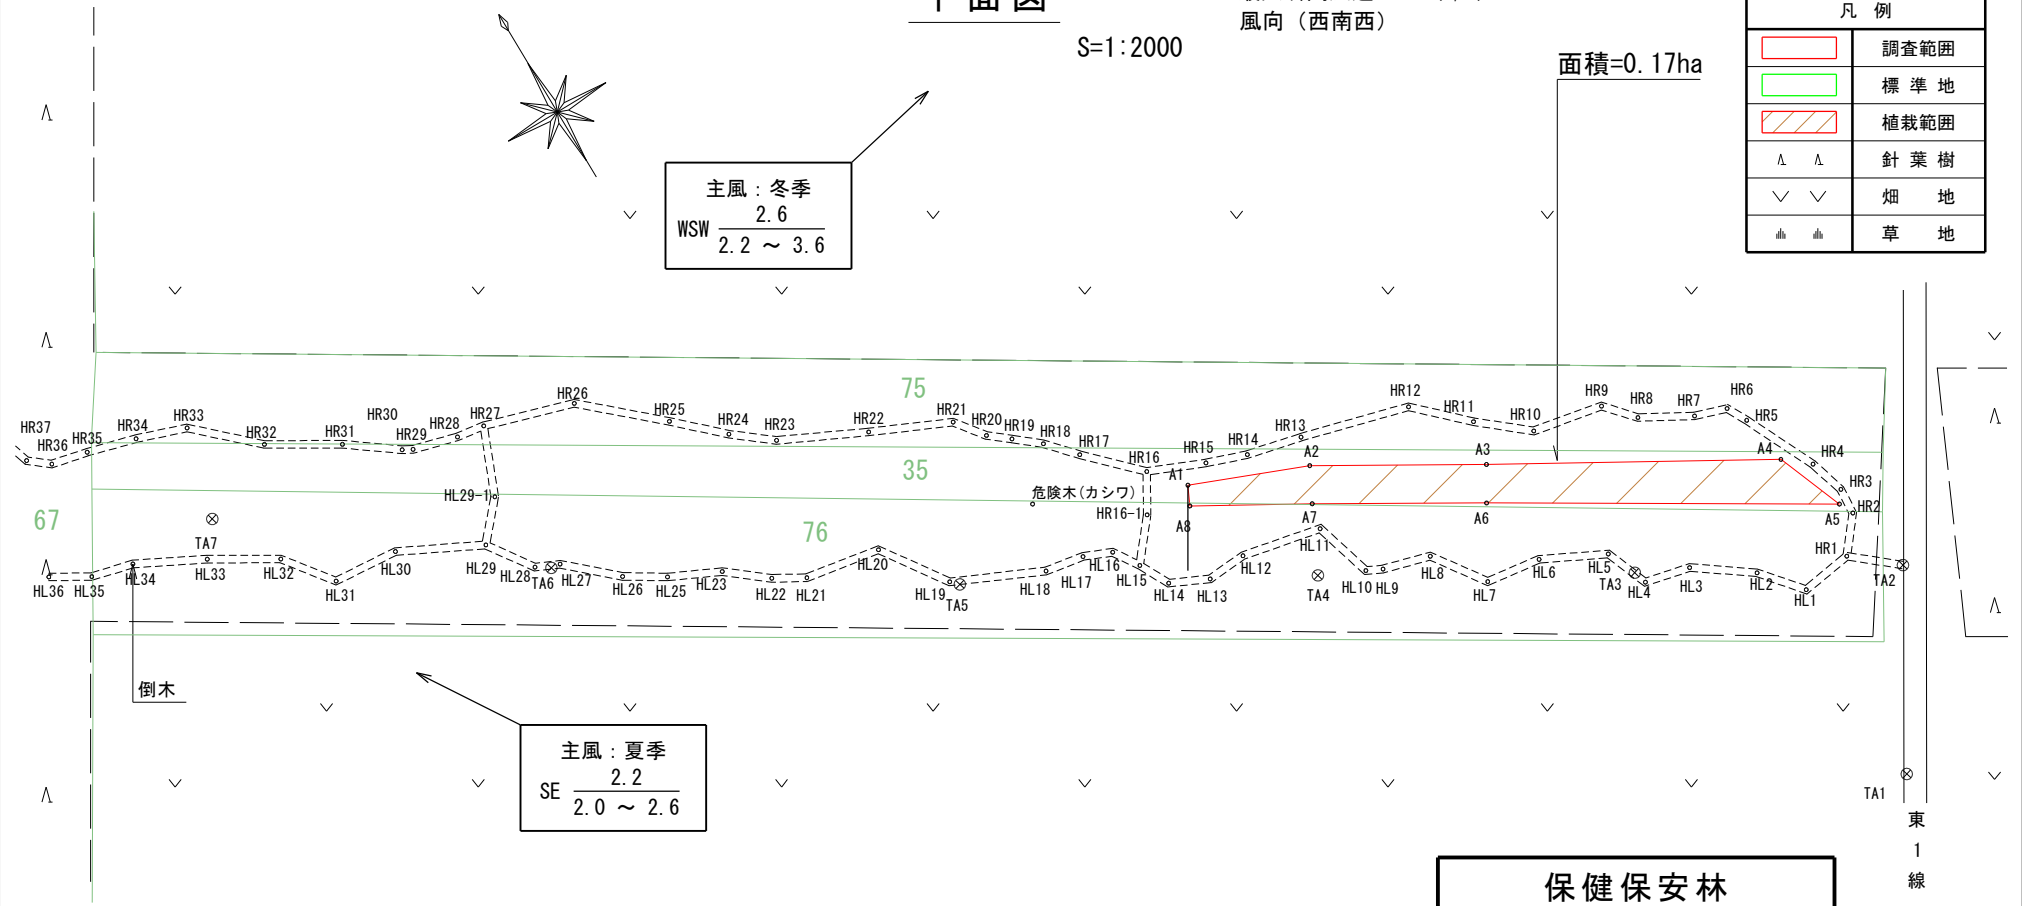 平面図
風向（西南西）
S=1:2000
面積=0.17ha
凡 例
調査範囲
標 準 地
植栽範囲
針 葉 樹
畑 地
草 地
主風：冬季
WSW 2.6
2.2 ～ 3.6
75
35
76
67
HR37
HR36
HR35
HR34
HR33
HR32
HR31
HR30
HR29
HR28
HR27
HR26
HR25
HR24
HR23
HR22
HR21
HR20
HR19
HR18
HR17
HR16
HR15
HR14
HR13
HR12
HR11
HR10
HR9
HR8
HR7
HR6
HR5
HR4
HR3
HR2
HR1
A1
A2
A3
A4
A5
A6
A7
A8
HL29-1
危険木(カシワ)
HR16-1
TA7
HL36
HL35
HL34
HL33
HL32
HL31
HL30
HL29
HL28
TA6
HL27
HL26
HL25
HL23
HL22
HL21
HL20
HL19
TA5
HL18
HL17
HL16
HL15
HL14
HL13
HL12
HL11
TA4
HL10
HL9
HL8
HL7
HL6
HL5
TA3
HL4
HL3
HL2
HL1
TA2
倒木
主風：夏季
SE 2.2
2.0 ～ 2.6
TA1
東
1
線
保健保安林